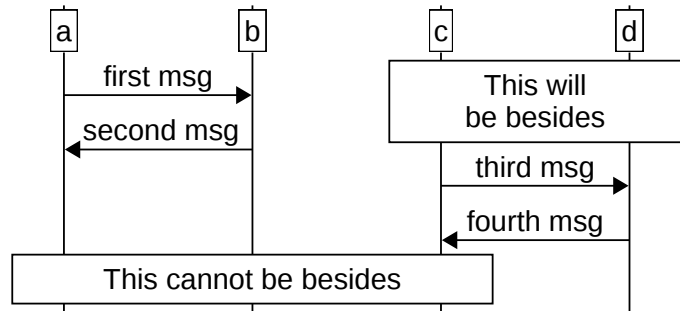 a
b
c
d
first msg
This will
be besides
second msg
third msg
fourth msg
This cannot be besides